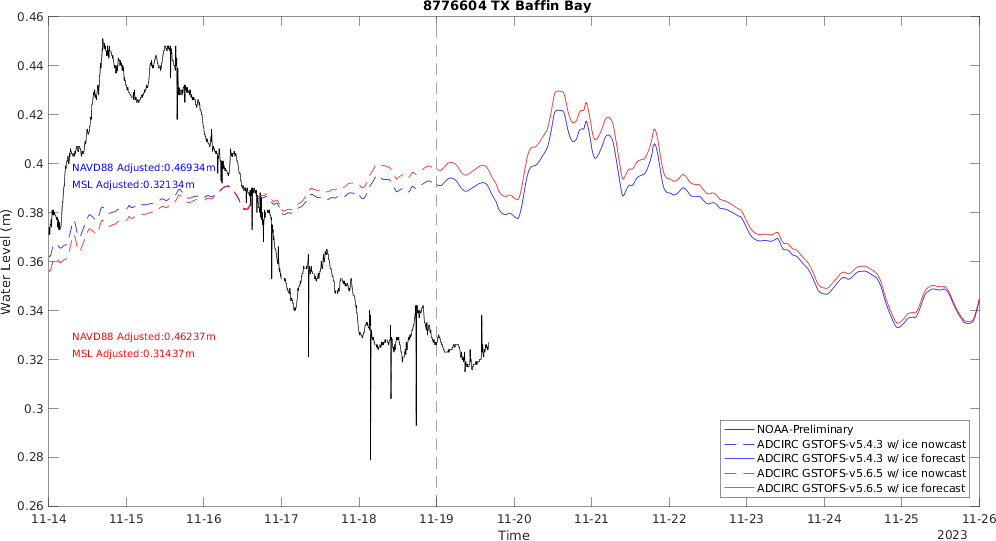 8776604 TX Baffin Bay
Water Level (m)
0.46
0.44
0.42
0.4
0.38
0.36
0.34
0.32
0.3
0.28
0.26
NAVD88 Adjusted:0.46934m
MSL Adjusted:0.32134m
NAVD88 Adjusted:0.46237m
MSL Adjusted:0.31437m
NOAA-Preliminary
ADCIRC GSTOFS-v5.4.3 w/ ice nowcast
ADCIRC GSTOFS-v5.4.3 w/ ice forecast
ADCIRC GSTOFS-v5.6.5 w/ ice nowcast
ADCIRC GSTOFS-v5.6.5 w/ ice forecast
11-14 11-15 11-16 11-17 11-18 11-19 11-20 11-21 11-22 11-23 11-24 11-25 11-26
Time
2023